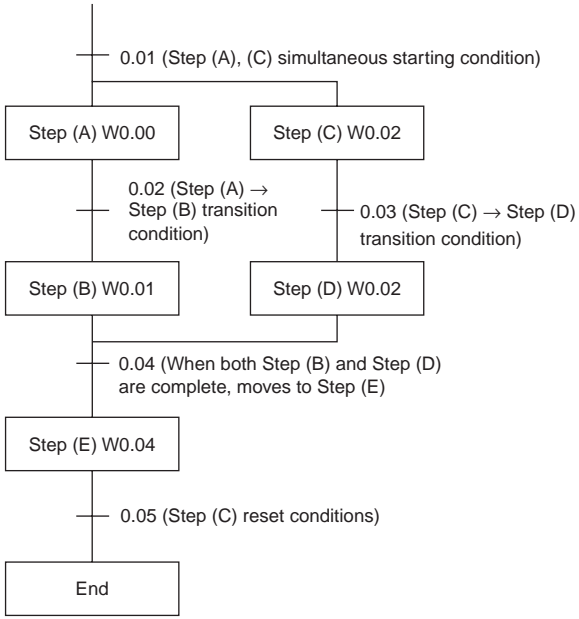 0.01 (Step (A), (C) simultaneous starting condition)
Step (A) W0.00
Step (C) W0.02
0.02 (Step (A) →
Step (B) transition
condition)
0.03 (Step (C) → Step (D)
transition condition)
Step (B) W0.01
Step (D) W0.02
0.04 (When both Step (B) and Step (D)
are complete, moves to Step (E)
Step (E) W0.04
0.05 (Step (C) reset conditions)
End